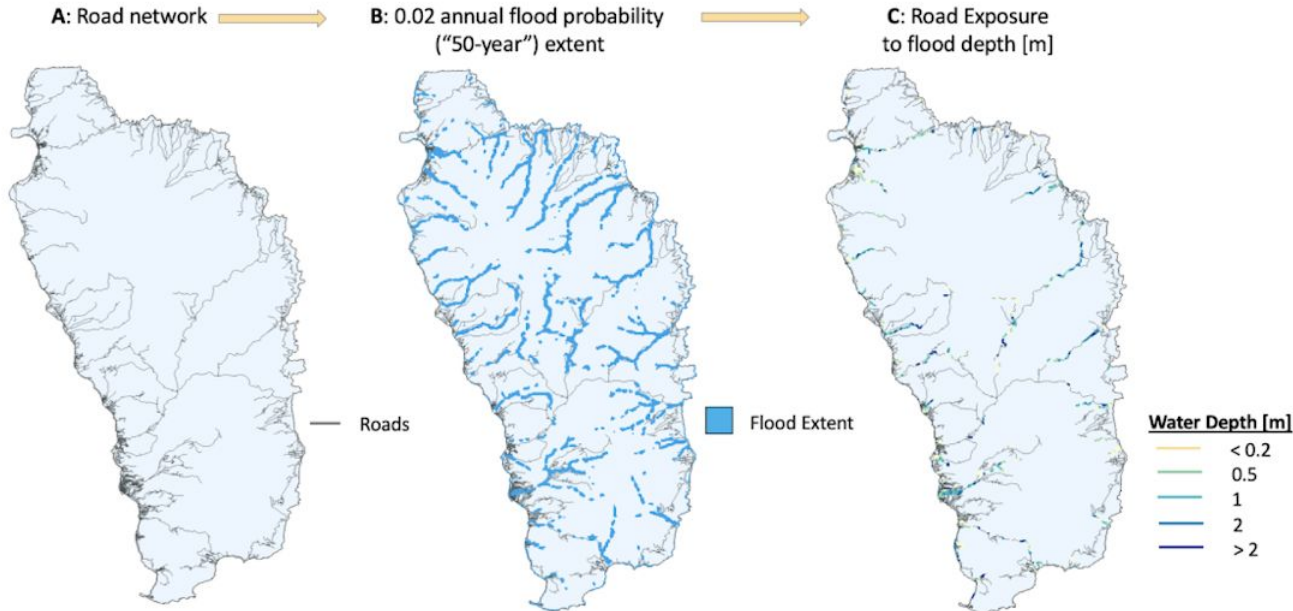 A: Road network
B: 0.02 annual flood probability
(“50-year”) extent
C: Road Exposure
to flood depth [m]
Roads
Flood Extent
Water Depth [m]
< 0.2
0.5
1
2
> 2